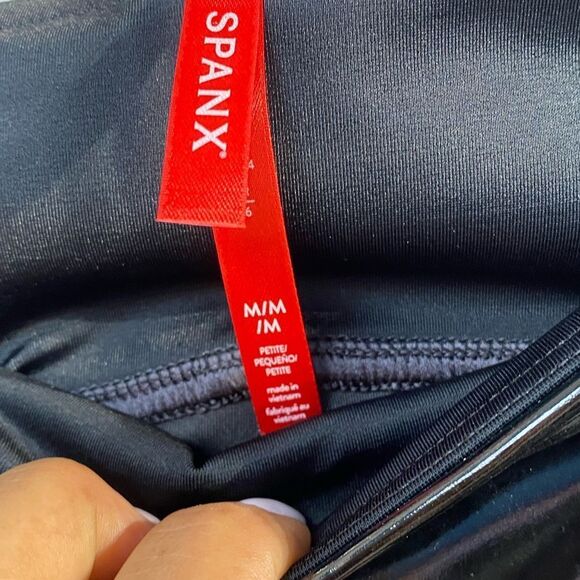 SPANX®
M/M
/M
PETITE/
PEQUEÑO/
PETITE
made in
vietnam
fabriqué au
vietnam